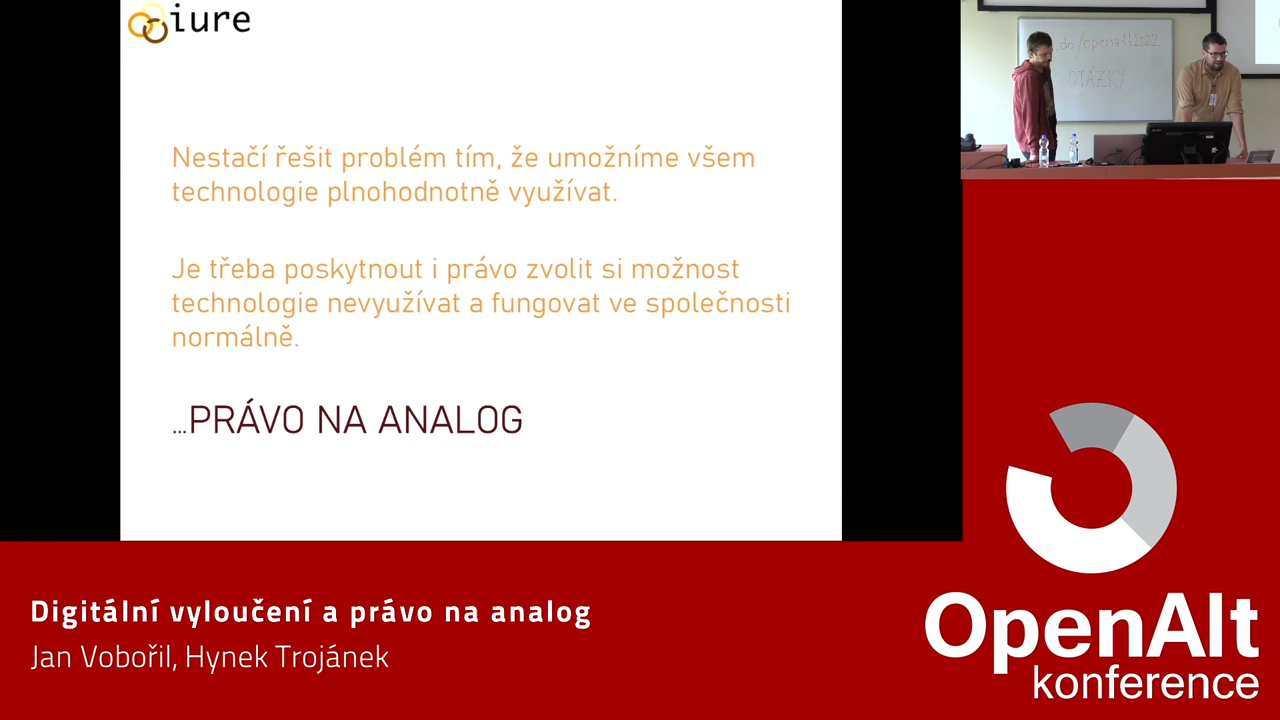 iure
Nestačí řešit problém tím, že umožníme všem
technologie plnohodnotně využívat.
Je třeba poskytnout i právo zvolit si možnost
technologie nevyužívat a fungovat ve společnosti
normálně.
...PRÁVO NA ANALOG
OTÁZKY
Digitální vyloučení a právo na analog
Jan Vobořil, Hynek Trojánek
OpenAlt
konference